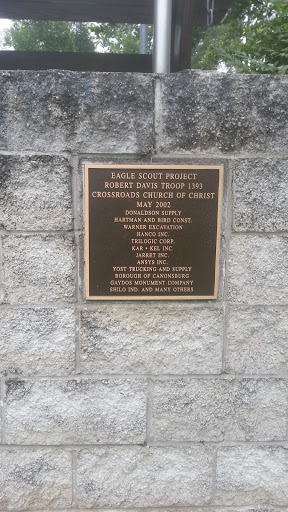 EAGLE SCOUT PROJECT
ROBERT DAVIS TROOP 1393
CROSSROADS CHURCH OF CHRIST
MAY 2002
DONALDSON SUPPLY
HARTMAN AND BIRD CONST.
WARNER EXCAVATION
HANCO INC.
TRILOGIC CORP.
KAR • KEL INC.
JARRET INC.
ANSYS INC.
YOST TRUCKING AND SUPPLY
BOROUGH OF CANONSBURG
GAYDOS MONUMENT COMPANY
SHILO IND. AND MANY OTHERS